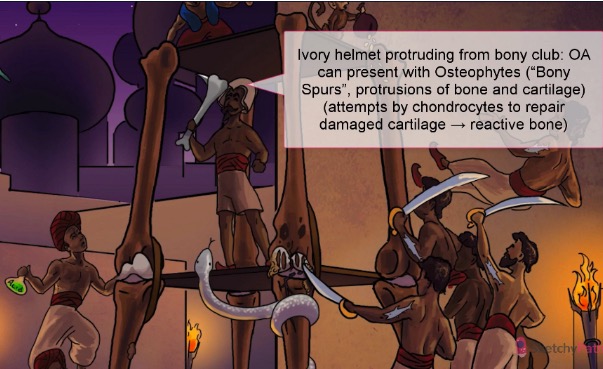 Ivory helmet protruding from bony club: OA
can present with Osteophytes (“Bony
Spurs”, protrusions of bone and cartilage)
(attempts by chondrocytes to repair
damaged cartilage → reactive bone)